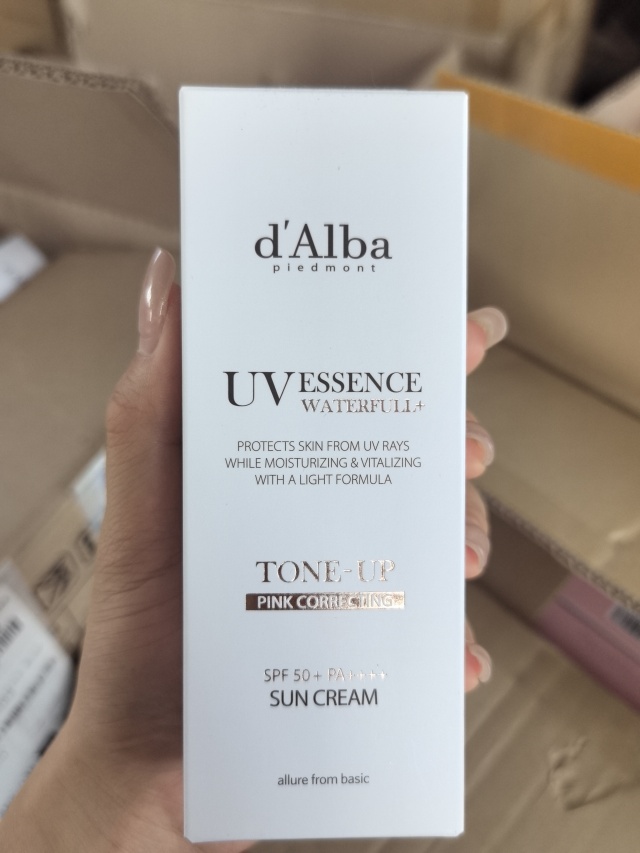 d'Alba
piedmont
UV ESSENCE
WATERFULL+
PROTECTS SKIN FROM UV RAYS
WHILE MOISTURIZING & VITALIZING
WITH A LIGHT FORMULA
TONE-UP
PINK CORRECTING
SPF 50+ PA++++
SUN CREAM
allure from basic